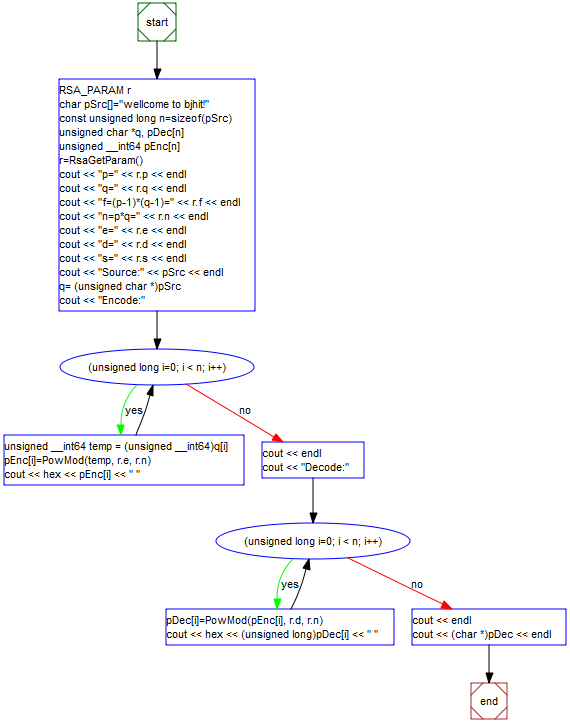 start
RSA_PARAM r
char pSrc[]="wellcome to bjhit!"
const unsigned long n=sizeof(pSrc)
unsigned char *q, pDec[n]
unsigned __int64 pEnc[n]
r=RsaGetParam()
cout << "p=" << r.p << endl
cout << "q=" << r.q << endl
cout << "f=(p-1)*(q-1)=" << r.f << endl
cout << "n=p*q=" << r.n << endl
cout << "e=" << r.e << endl
cout << "d=" << r.d << endl
cout << "s=" << r.s << endl
cout << "Source:" << pSrc << endl
q= (unsigned char *)pSrc
cout << "Encode:"
(unsigned long i=0; i < n; i++)
yes
no
unsigned __int64 temp = (unsigned __int64)q[i]
pEnc[i]=PowMod(temp, r.e, r.n)
cout << hex << pEnc[i] << " "
cout << endl
cout << "Decode:"
(unsigned long i=0; i < n; i++)
yes
no
pDec[i]=PowMod(pEnc[i], r.d, r.n)
cout << hex << (unsigned long)pDec[i] << " "
cout << endl
cout << (char *)pDec << endl
end